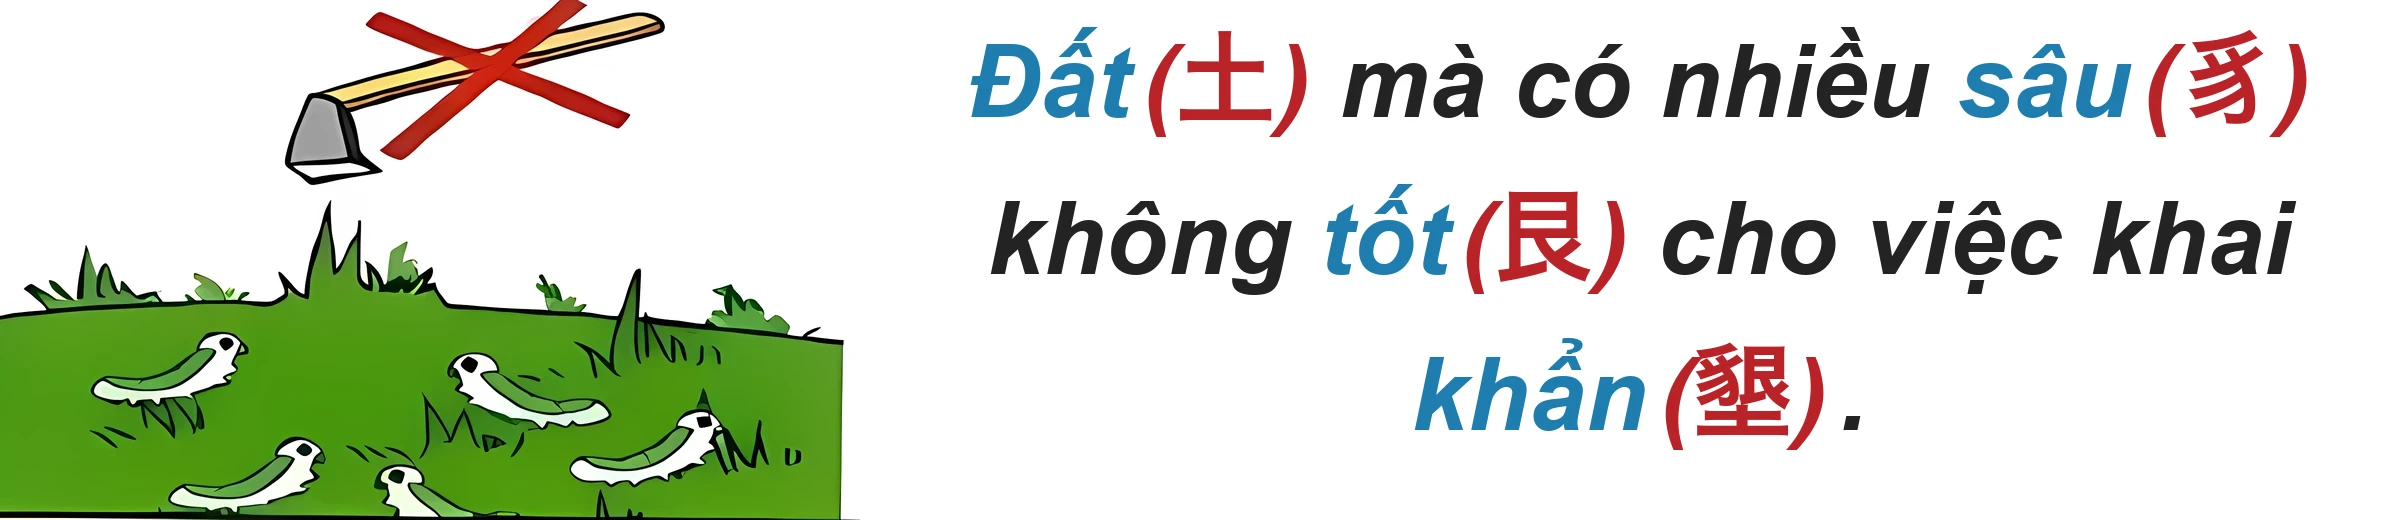 Đất (土) mà có nhiều sâu (豸)
không tốt (艮) cho việc khai
khẩn (墾) .